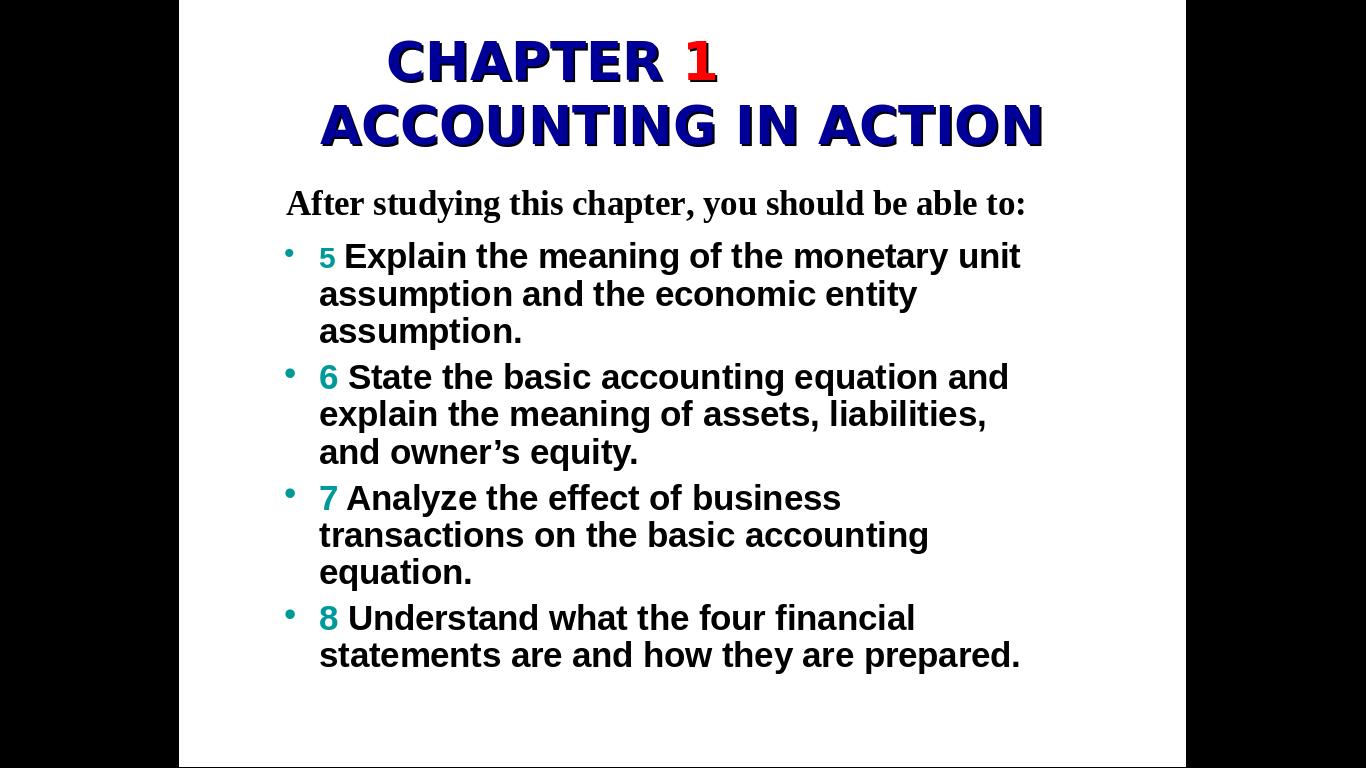 CHAPTER 1
ACCOUNTING IN ACTION
After studying this chapter, you should be able to:
• 5 Explain the meaning of the monetary unit
assumption and the economic entity
assumption.
• 6 State the basic accounting equation and
explain the meaning of assets, liabilities,
and owner’s equity.
• 7 Analyze the effect of business
transactions on the basic accounting
equation.
• 8 Understand what the four financial
statements are and how they are prepared.